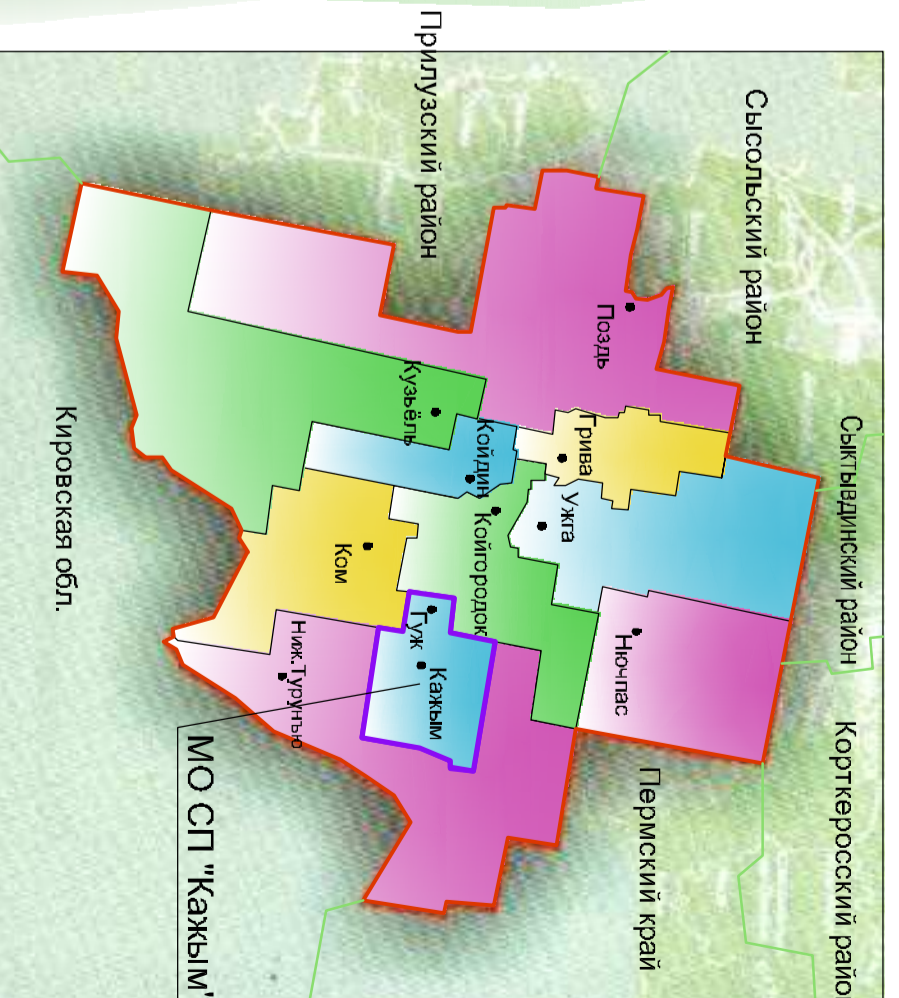 Сыктывдинский район
Корткеросский райо
Сысольский район
Пермский край
Нючпас
Поздь
Грива
Ужга
Койдин
Койгородок
Кажым
Прилузский район
Гуж
Кузьёль
Ком
Ниж.Турунъю
МО СП "Кажым"
Кировская обл.